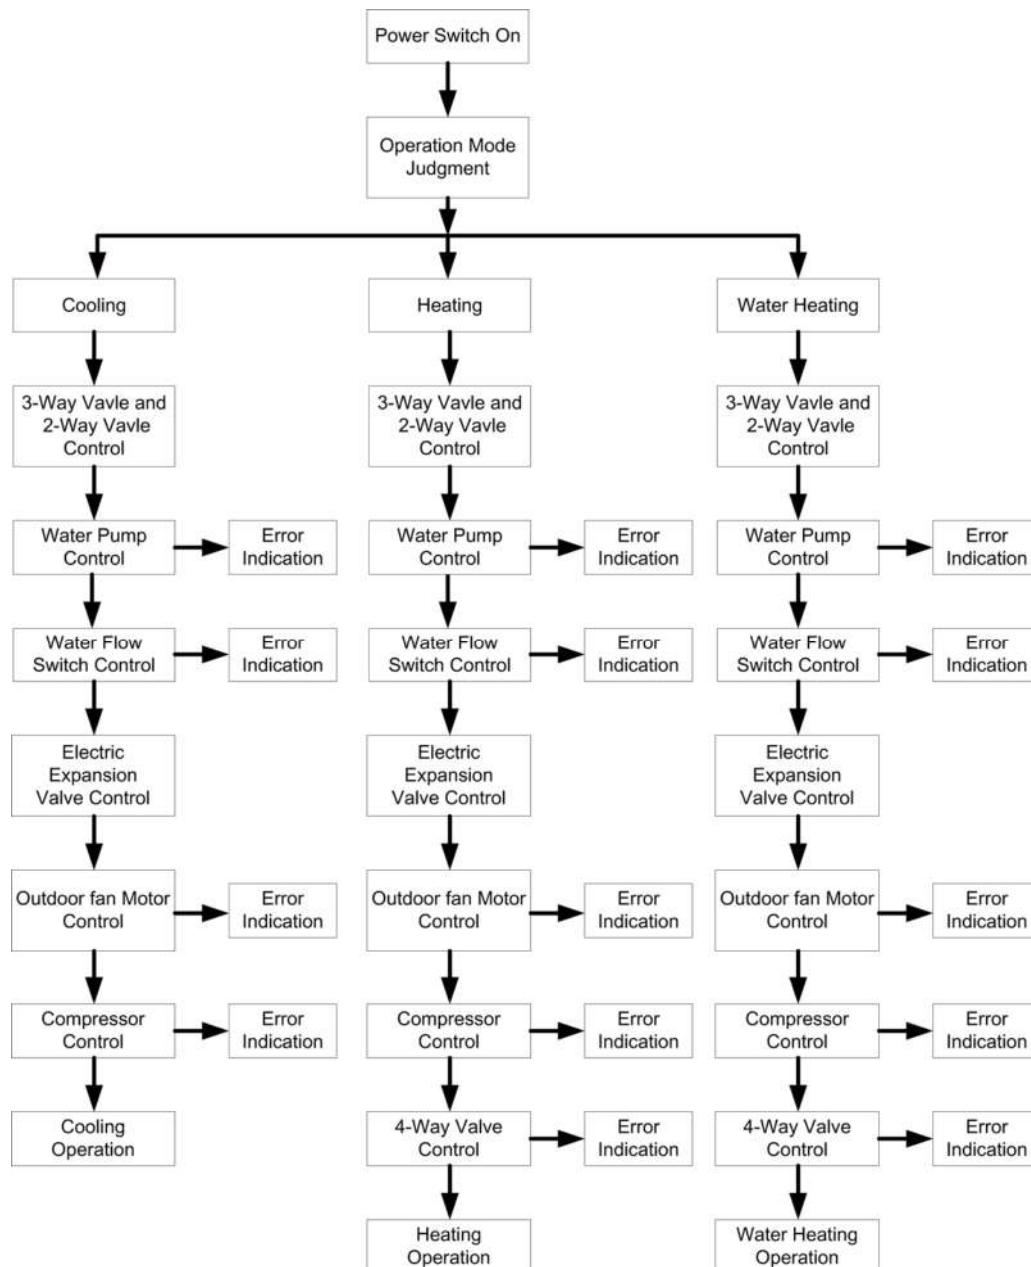 Power Switch On
Operation Mode
Judgment
Cooling
Heating
Water Heating
3-Way Vavle and
2-Way Vavle
Control
3-Way Vavle and
2-Way Vavle
Control
3-Way Vavle and
2-Way Vavle
Control
Water Pump
Control
Error
Indication
Water Pump
Control
Error
Indication
Water Pump
Control
Error
Indication
Water Flow
Switch Control
Error
Indication
Water Flow
Switch Control
Error
Indication
Water Flow
Switch Control
Error
Indication
Electric
Expansion
Valve Control
Electric
Expansion
Valve Control
Electric
Expansion
Valve Control
Outdoor fan Motor
Control
Error
Indication
Outdoor fan Motor
Control
Error
Indication
Outdoor fan Motor
Control
Error
Indication
Compressor
Control
Error
Indication
Compressor
Control
Error
Indication
Compressor
Control
Error
Indication
Cooling
Operation
4-Way Valve
Control
Error
Indication
4-Way Valve
Control
Error
Indication
Heating
Operation
Water Heating
Operation